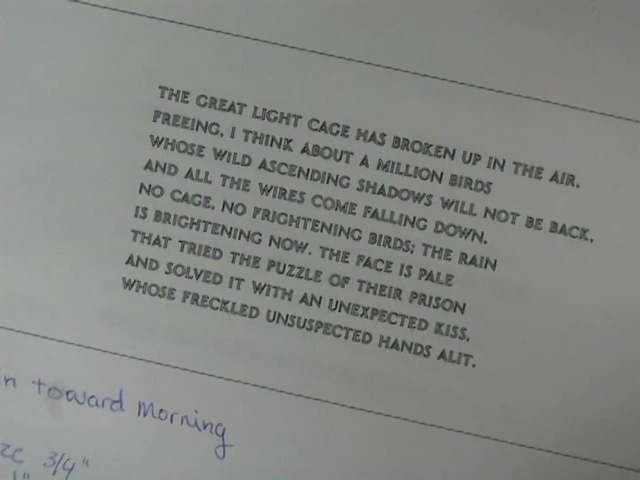 THE GREAT LIGHT CAGE HAS BROKEN UP IN THE AIR,
FREEING, I THINK ABOUT A MILLION BIRDS
WHOSE WILD ASCENDING SHADOWS WILL NOT BE BACK,
AND ALL THE WIRES COME FALLING DOWN.
NO CAGE, NO FRIGHTENING BIRDS; THE RAIN
IS BRIGHTENING NOW. THE FACE IS PALE
THAT TRIED THE PUZZLE OF THEIR PRISON
AND SOLVED IT WITH AN UNEXPECTED KISS,
WHOSE FRECKLED UNSUSPECTED HANDS ALIT.
n toward Morning
3/4"